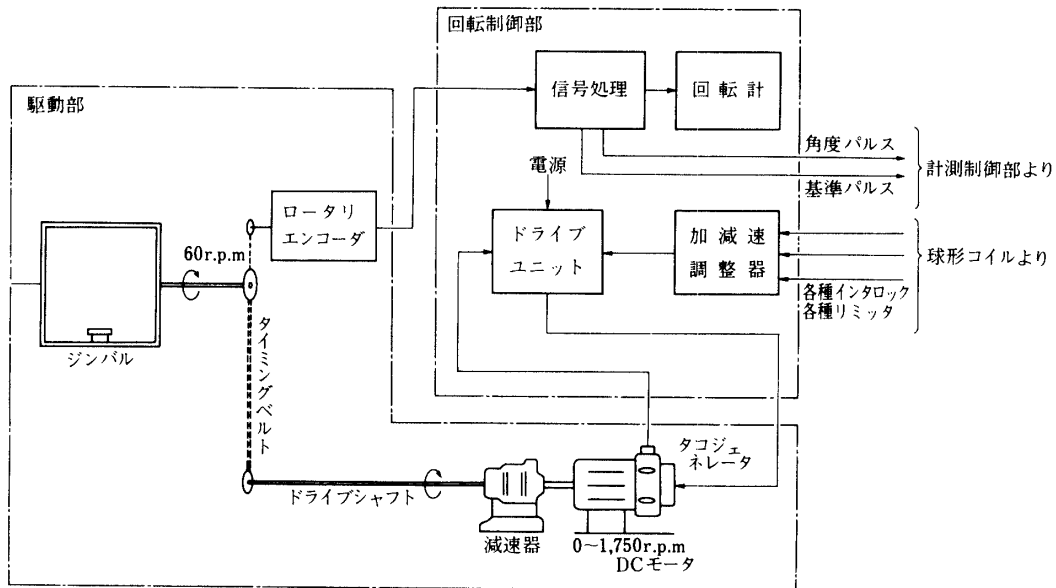 回転制御部
駆動部
信号処理
回転計
角度パルス
基準パルス
計測制御部より
電源
ロータリ
エンコーダ
ドライブ
ユニット
加減速
調整器
球形コイルより
各種インタロック
各種リミッタ
60r.p.m
ジンバル
タイミングベルト
タコジェ
ネレータ
ドライブシャフト
減速器
0~1,750r.p.m
DCモータ